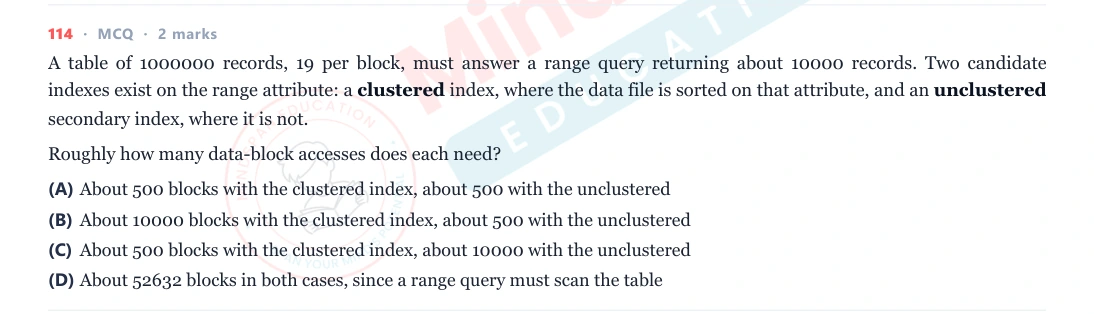 114 · MCQ · 2 marks
A table of 1000000 records, 19 per block, must answer a range query returning about 10000 records. Two candidate
indexes exist on the range attribute: a clustered index, where the data file is sorted on that attribute, and an unclustered
secondary index, where it is not.
Roughly how many data-block accesses does each need?
(A) About 500 blocks with the clustered index, about 500 with the unclustered
(B) About 10000 blocks with the clustered index, about 500 with the unclustered
(C) About 500 blocks with the clustered index, about 10000 with the unclustered
(D) About 52632 blocks in both cases, since a range query must scan the table